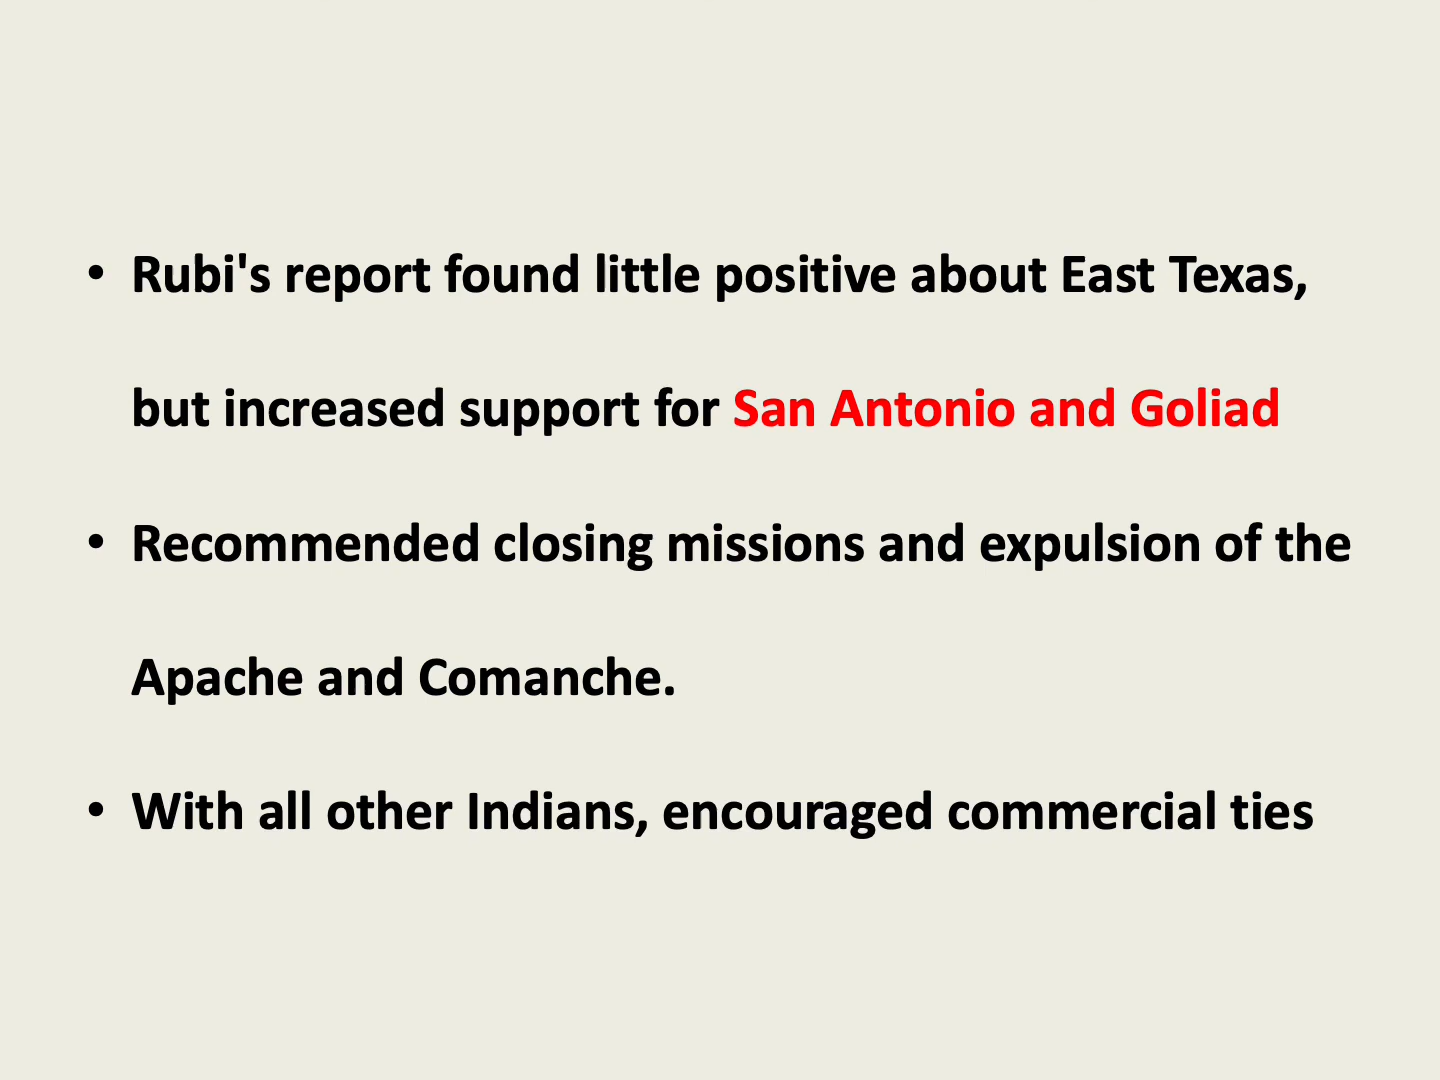 • Rubi's report found little positive about East Texas,
but increased support for San Antonio and Goliad
• Recommended closing missions and expulsion of the
Apache and Comanche.
• With all other Indians, encouraged commercial ties